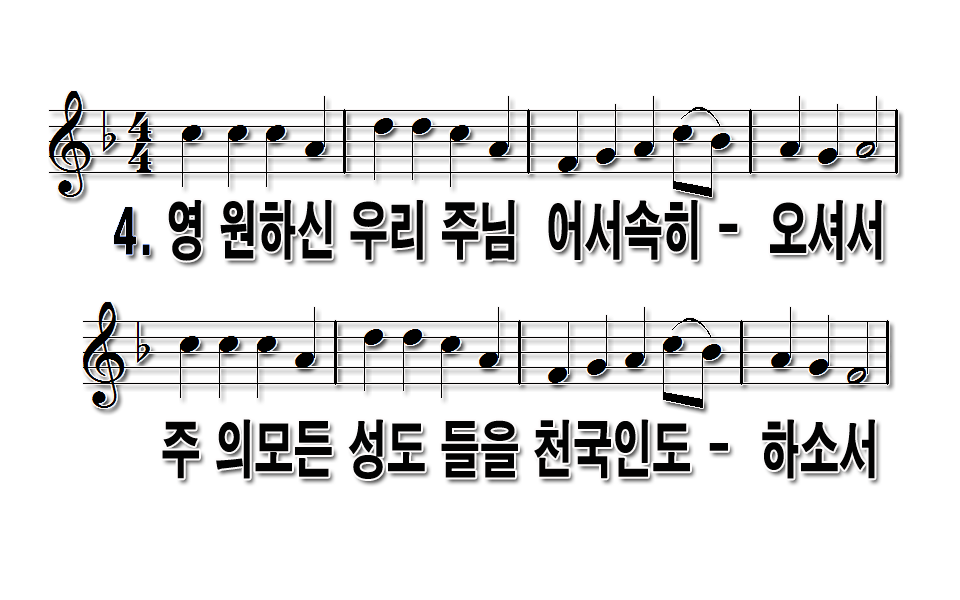 4. 영 원하신 우리 주님 어서속히 - 오셔서
주 의모든 성도 들을 천국인도 - 하소서